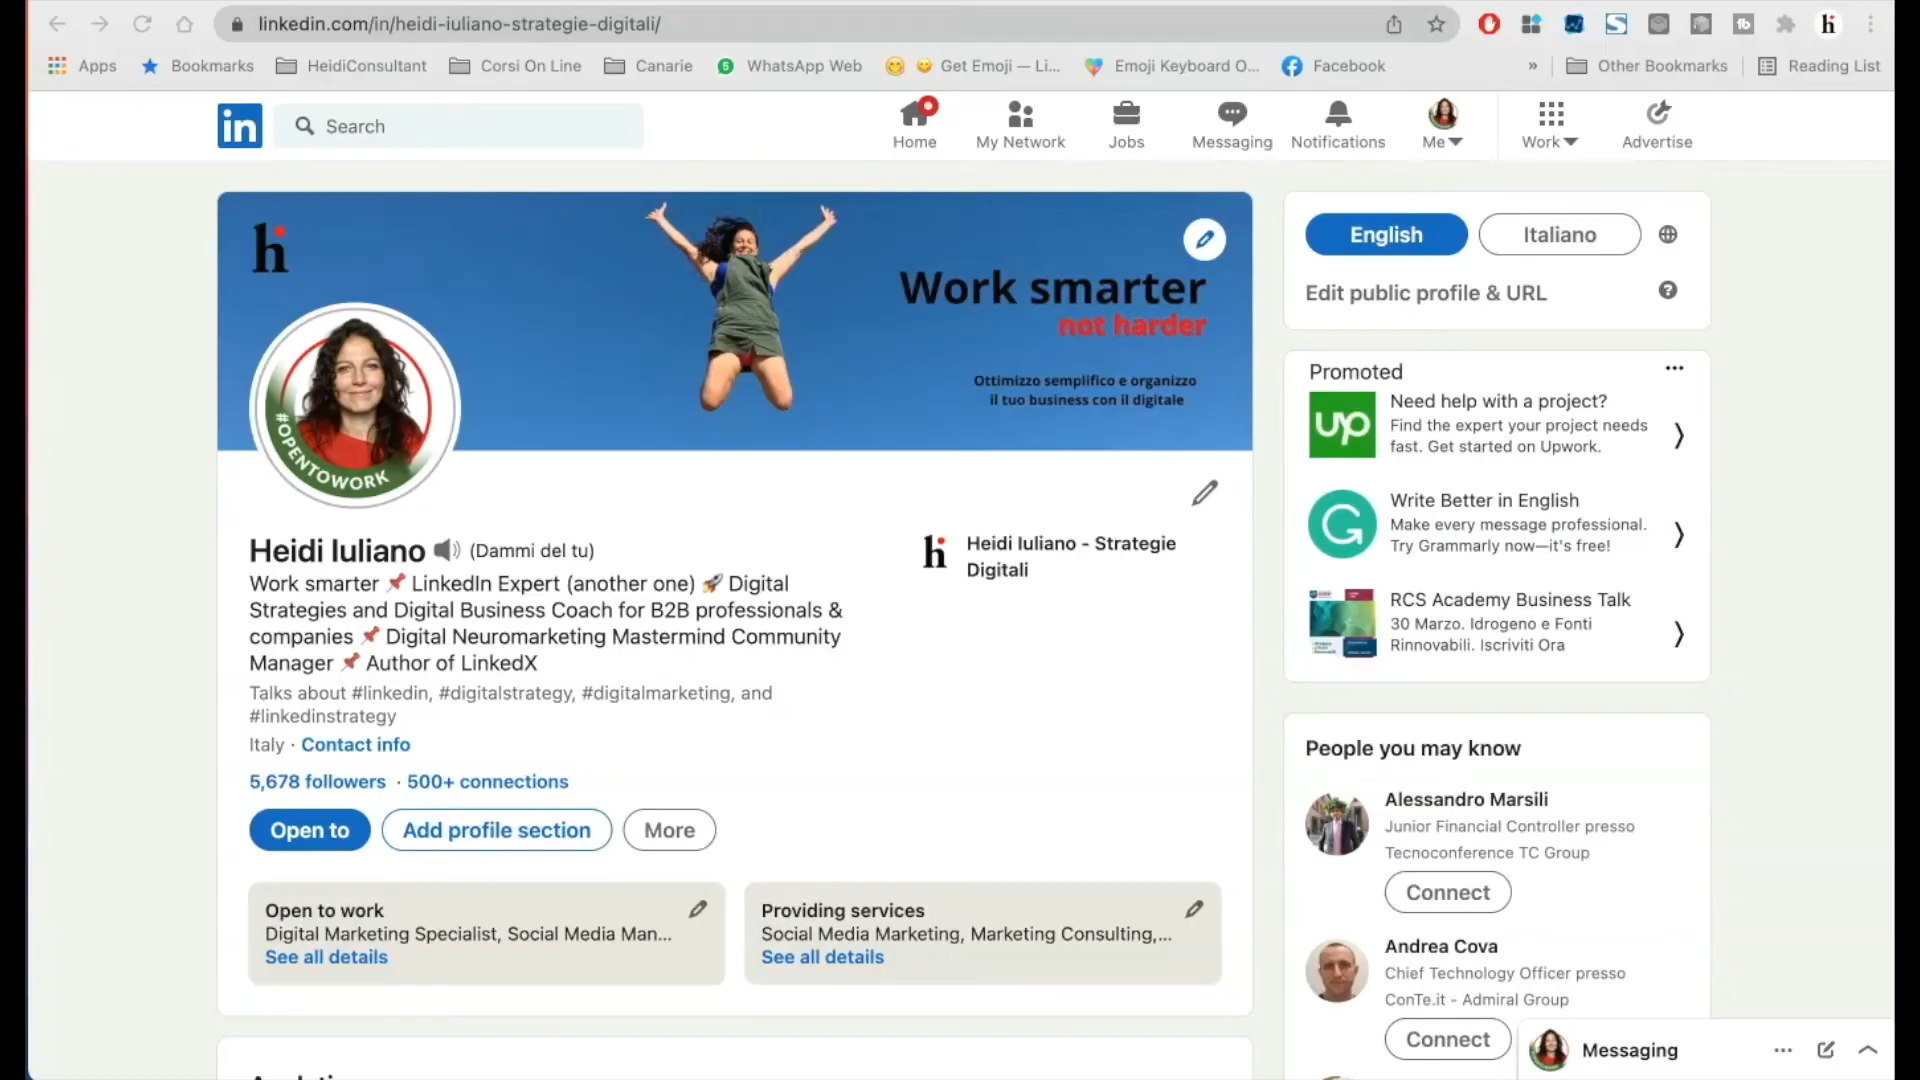 linkedin.com/in/heidi-iuliano-strategie-digitali/
Apps
Bookmarks
HeidiConsultant
Corsi On Line
Canarie
WhatsApp Web
Get Emoji — Li...
Emoji Keyboard O...
Facebook
»
Other Bookmarks
Reading List
in
Search
Home
My Network
Jobs
Messaging
Notifications
Me
Work
Advertise
hi
Work smarter
not harder
Ottimizzo semplifico e organizzo
il tuo business con il digitale
#OPENTOWORK
Heidi Iuliano (Dammi del tu)
Work smarter 📌 LinkedIn Expert (another one) 🚀 Digital
Strategies and Digital Business Coach for B2B professionals &
companies 📌 Digital Neuromarketing Mastermind Community
Manager 📌 Author of LinkedX
Talks about #linkedin, #digitalstrategy, #digitalmarketing, and
#linkedinstrategy
Italy · Contact info
5,678 followers · 500+ connections
Open to
Add profile section
More
hi
Heidi Iuliano - Strategie
Digitali
Open to work
Digital Marketing Specialist, Social Media Man...
See all details
Providing services
Social Media Marketing, Marketing Consulting,...
See all details
English
Italiano
Edit public profile & URL
Promoted
up
Need help with a project?
Find the expert your project needs
fast. Get started on Upwork.
Write Better in English
Make every message professional.
Try Grammarly now—it's free!
RCS Academy Business Talk
30 Marzo. Idrogeno e Fonti
Rinnovabili. Iscriviti Ora
People you may know
Alessandro Marsili
Junior Financial Controller presso
Tecnoconference TC Group
Connect
Andrea Cova
Chief Technology Officer presso
ConTe.it - Admiral Group
Connect
Messaging